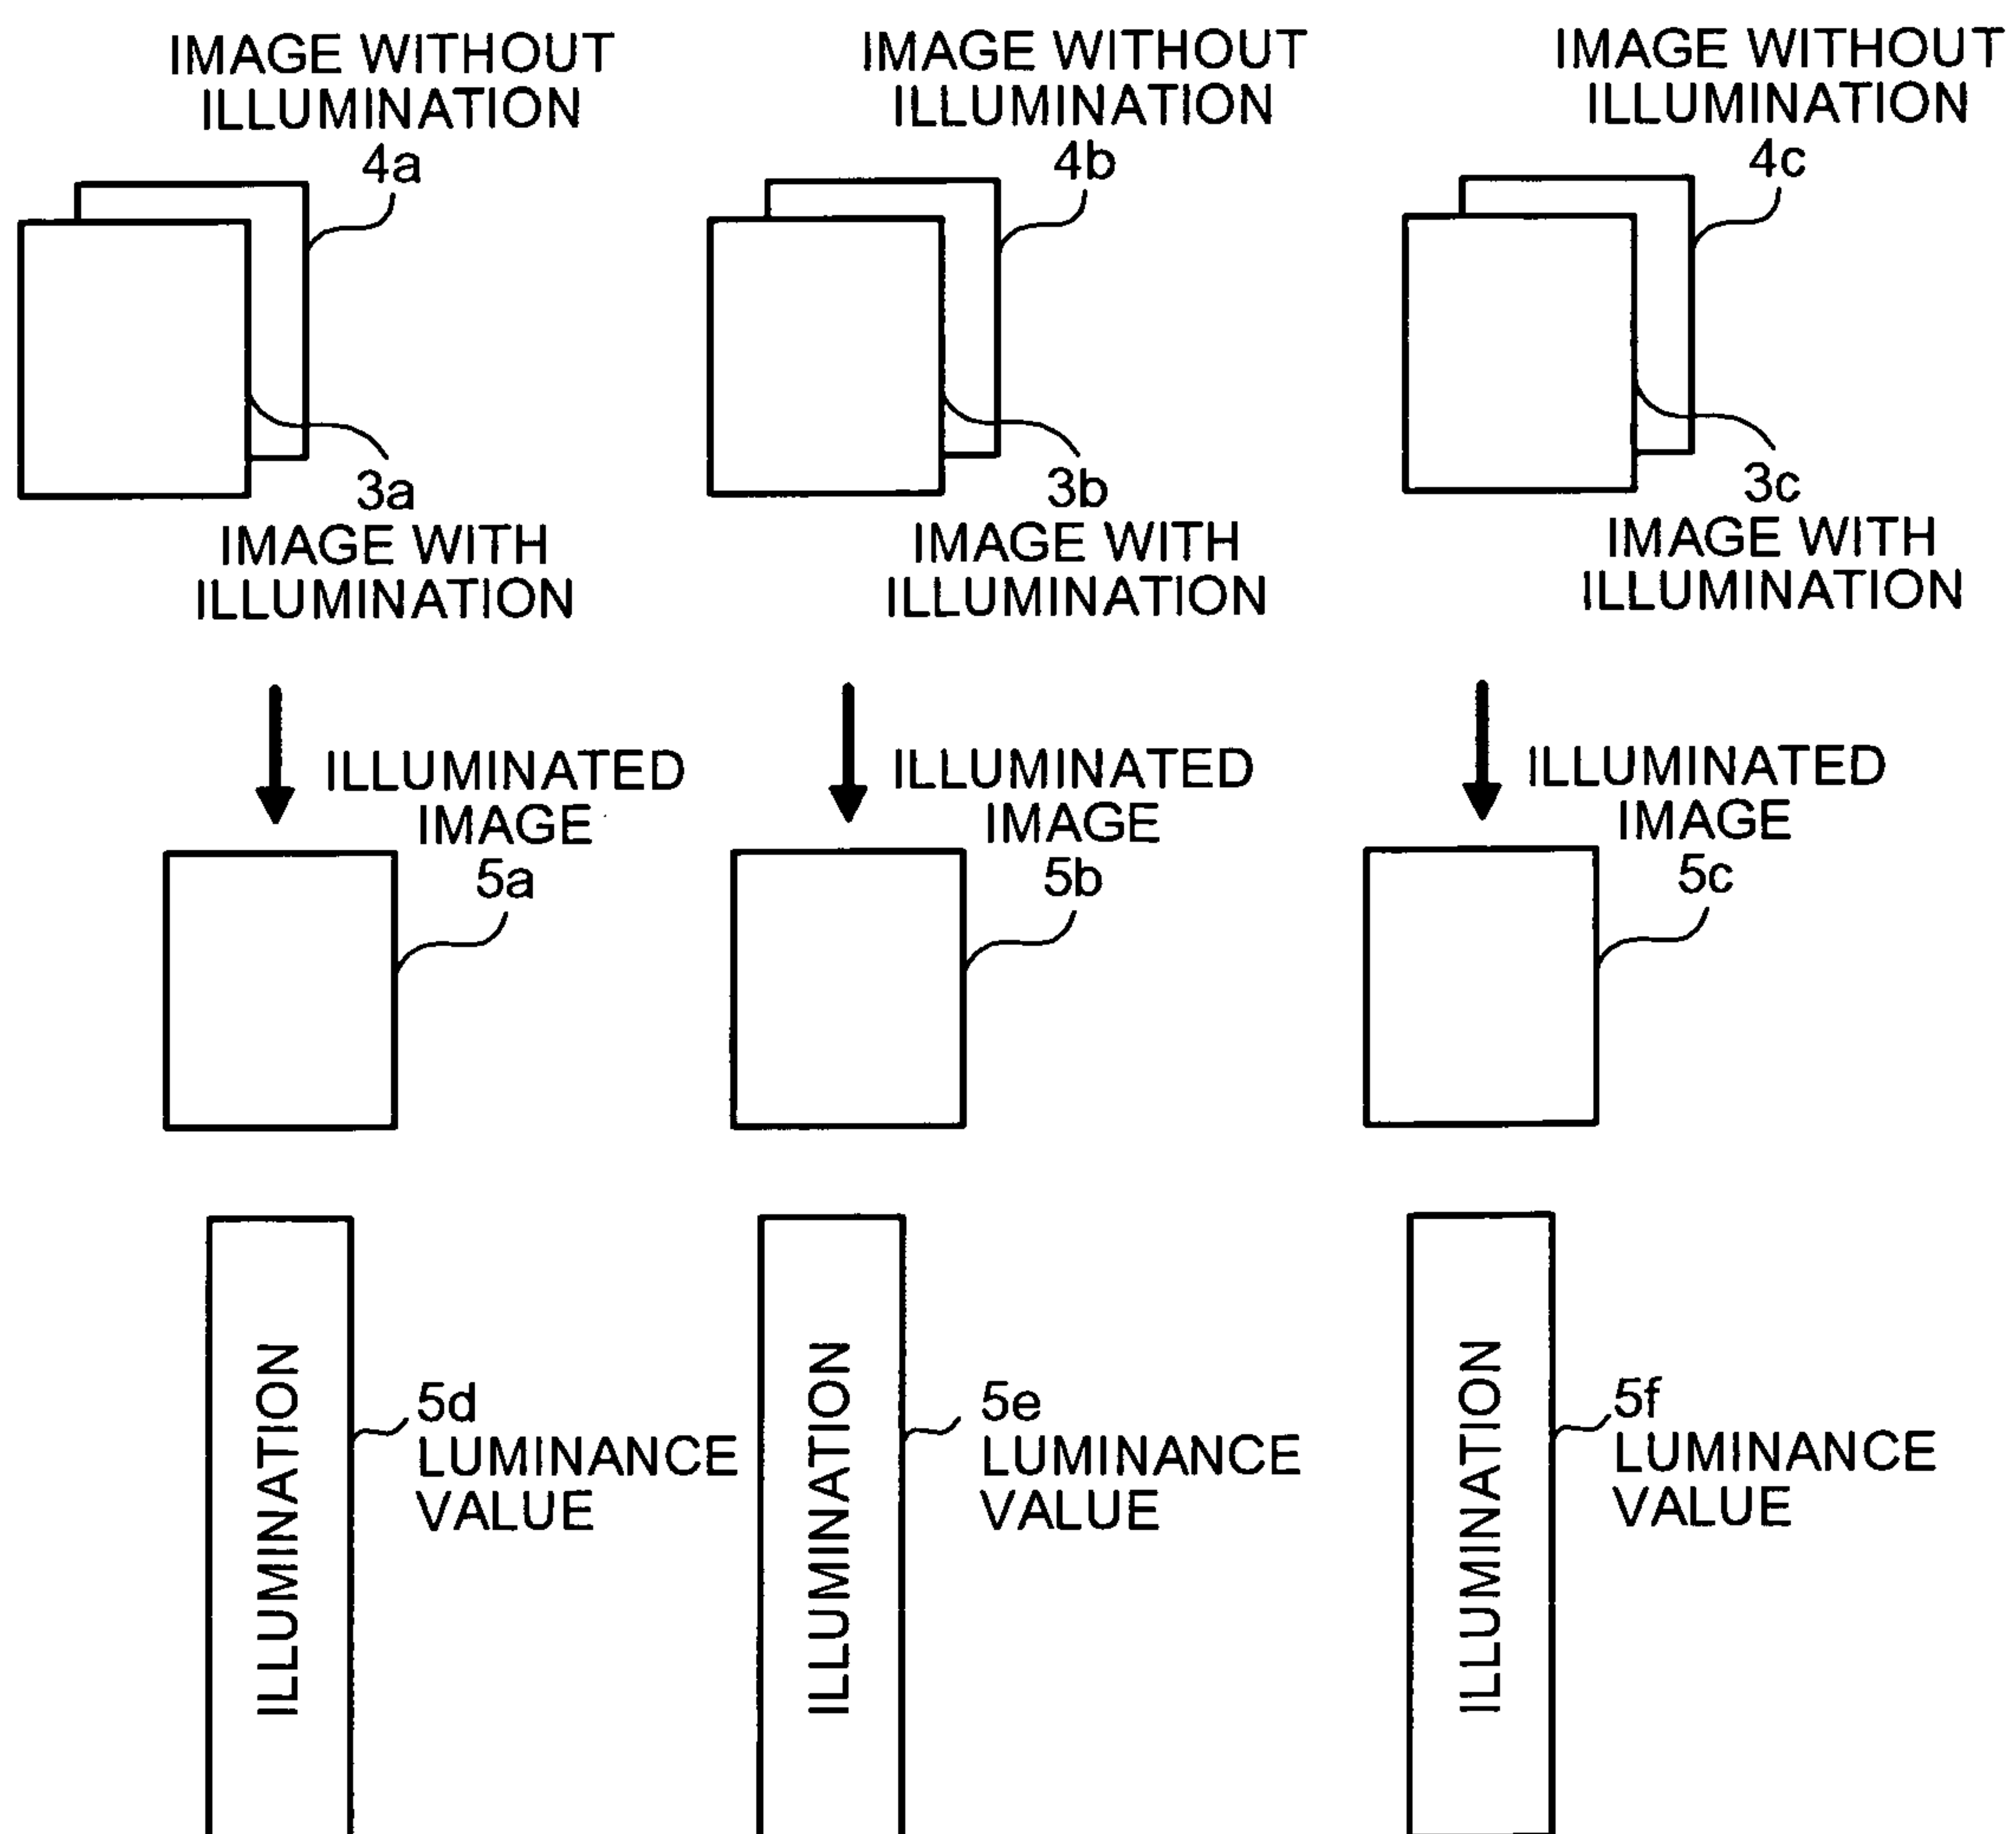 IMAGE WITHOUT
ILLUMINATION
4a
IMAGE WITHOUT
ILLUMINATION
4b
IMAGE WITHOUT
ILLUMINATION
4c
3a
IMAGE WITH
ILLUMINATION
3b
IMAGE WITH
ILLUMINATION
3c
IMAGE WITH
ILLUMINATION
ILLUMINATED
IMAGE
5a
ILLUMINATED
IMAGE
5b
ILLUMINATED
IMAGE
5c
ILLUMINATION
5d
LUMINANCE
VALUE
ILLUMINATION
5e
LUMINANCE
VALUE
ILLUMINATION
5f
LUMINANCE
VALUE